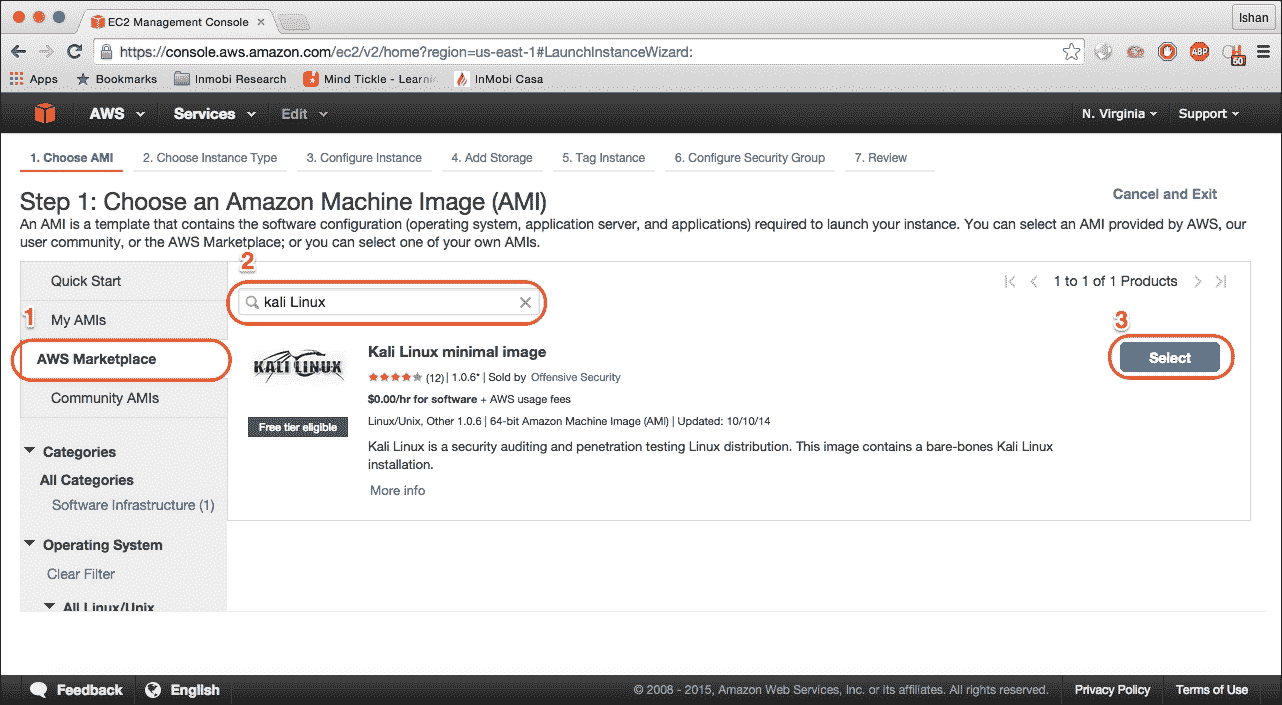 EC2 Management Console
Ishan
https://console.aws.amazon.com/ec2/v2/home?region=us-east-1#LaunchInstanceWizard:
ABP
50
Apps Bookmarks Inmobi Research Mind Tickle - Learni InMobi Casa
AWS Services Edit N. Virginia Support
1. Choose AMI 2. Choose Instance Type 3. Configure Instance 4. Add Storage 5. Tag Instance 6. Configure Security Group 7. Review
Step 1: Choose an Amazon Machine Image (AMI)
Cancel and Exit
An AMI is a template that contains the software configuration (operating system, application server, and applications) required to launch your instance. You can select an AMI provided by AWS, our
user community, or the AWS Marketplace; or you can select one of your own AMIs.
Quick Start
1
My AMIs
AWS Marketplace
Community AMIs
Categories
All Categories
Software Infrastructure (1)
Operating System
Clear Filter
All Linux/Unix
2
kali Linux
1 to 1 of 1 Products
3
Select
KALI LINUX
Free tier eligible
Kali Linux minimal image
(12) | 1.0.6* | Sold by Offensive Security
$0.00/hr for software + AWS usage fees
Linux/Unix, Other 1.0.6 | 64-bit Amazon Machine Image (AMI) | Updated: 10/10/14
Kali Linux is a security auditing and penetration testing Linux distribution. This image contains a bare-bones Kali Linux
installation.
More info
Feedback English © 2008 - 2015, Amazon Web Services, Inc. or its affiliates. All rights reserved. Privacy Policy Terms of Use